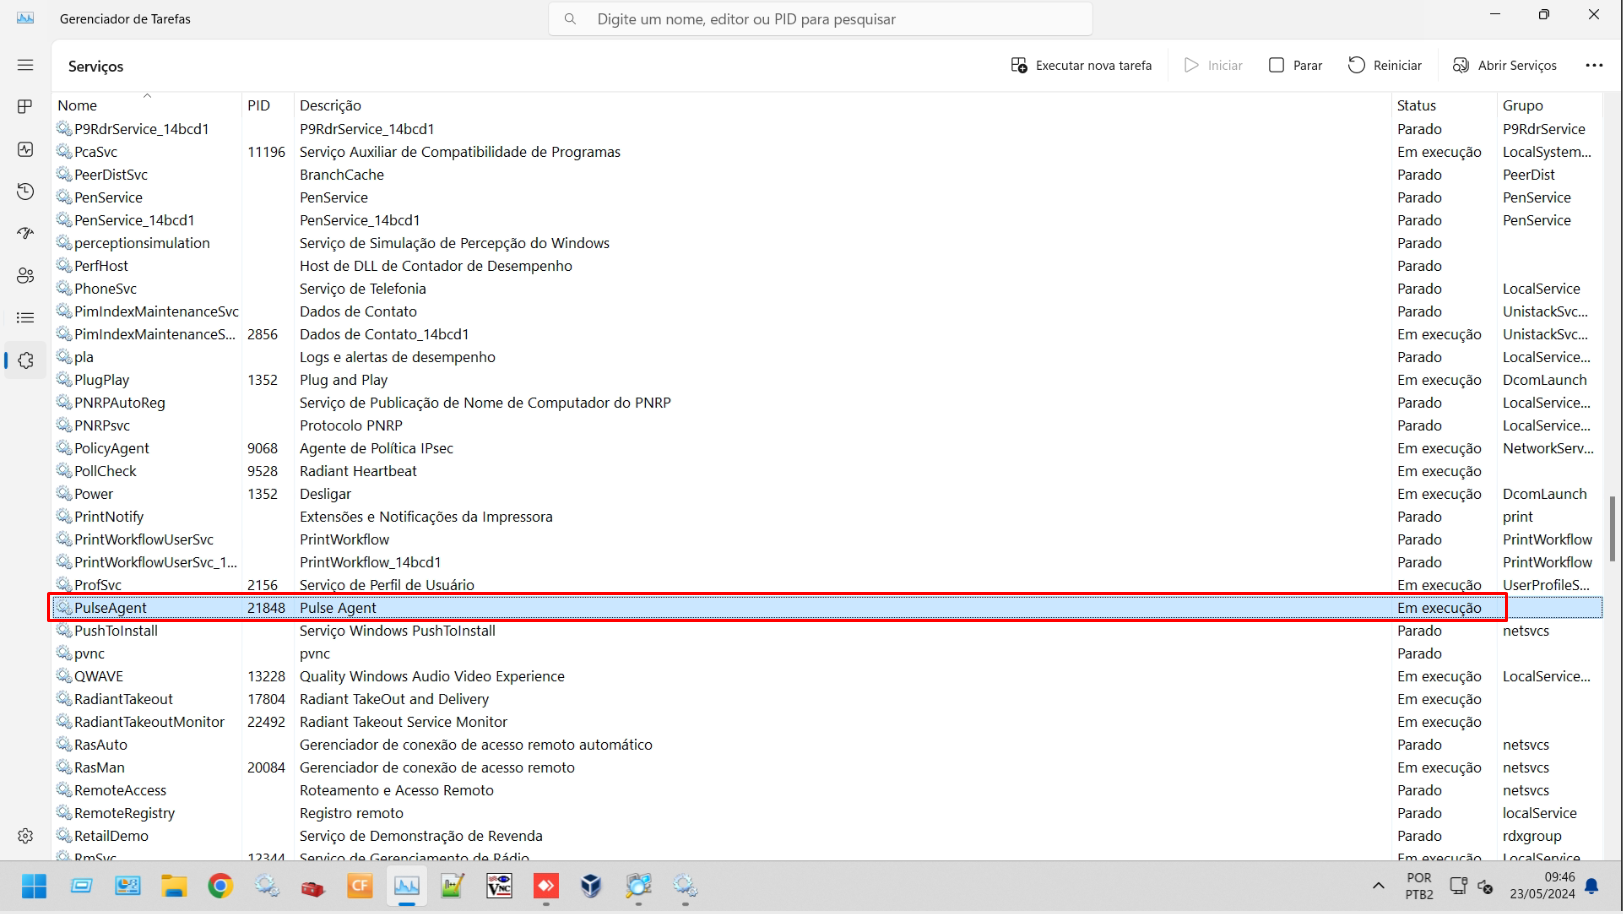 Gerenciador de Tarefas
Digite um nome, editor ou PID para pesquisar
Serviços
Executar nova tarefa Iniciar Parar Reiniciar Abrir Serviços
Nome PID Descrição Status Grupo
P9RdrService_14bcd1 P9RdrService_14bcd1 Parado P9RdrService
PcaSvc 11196 Serviço Auxiliar de Compatibilidade de Programas Em execução LocalSystem...
PeerDistSvc BranchCache Parado PeerDist
PenService PenService Parado PenService
PenService_14bcd1 PenService_14bcd1 Parado PenService
perceptionsimulation Serviço de Simulação de Percepção do Windows Parado
PerfHost Host de DLL de Contador de Desempenho Parado
PhoneSvc Serviço de Telefonia Parado LocalService
PimIndexMaintenanceSvc Dados de Contato Parado UnistackSvc...
PimIndexMaintenanceS... 2856 Dados de Contato_14bcd1 Em execução UnistackSvc...
pla Logs e alertas de desempenho Parado LocalService...
PlugPlay 1352 Plug and Play Em execução DcomLaunch
PNRPAutoReg Serviço de Publicação de Nome de Computador do PNRP Parado LocalService...
PNRPsvc Protocolo PNRP Parado LocalService...
PolicyAgent 9068 Agente de Política IPsec Em execução NetworkServ...
PollCheck 9528 Radiant Heartbeat Em execução
Power 1352 Desligar Em execução DcomLaunch
PrintNotify Extensões e Notificações da Impressora Parado print
PrintWorkflowUserSvc PrintWorkflow Parado PrintWorkflow
PrintWorkflowUserSvc_1... PrintWorkflow_14bcd1 Parado PrintWorkflow
ProfSvc 2156 Serviço de Perfil de Usuário Em execução UserProfileS...
PulseAgent 21848 Pulse Agent Em execução
PushToInstall Serviço Windows PushToInstall Parado netsvcs
pvnc pvnc Parado
QWAVE 13228 Quality Windows Audio Video Experience Em execução LocalService...
RadiantTakeout 17804 Radiant TakeOut and Delivery Em execução
RadiantTakeoutMonitor 22492 Radiant Takeout Service Monitor Em execução
RasAuto Gerenciador de conexão de acesso remoto automático Parado netsvcs
RasMan 20084 Gerenciador de conexão de acesso remoto Em execução netsvcs
RemoteAccess Roteamento e Acesso Remoto Parado netsvcs
RemoteRegistry Registro remoto Parado localService
RetailDemo Serviço de Demonstração de Revenda Parado rdxgroup
RmSvc 12344 Serviço de Gerenciamento de Rádio Em execução LocalService...
CF VNC POR 09:46
PTB2 23/05/2024